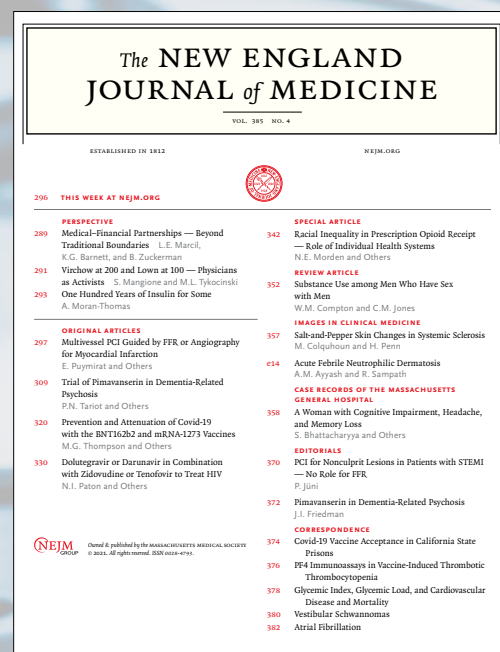 The NEW ENGLAND
JOURNAL of MEDICINE
VOL. 385 NO. 4
ESTABLISHED IN 1812
NEJM.ORG
296 THIS WEEK AT NEJM.ORG
PERSPECTIVE
289 Medical–Financial Partnerships — Beyond
Traditional Boundaries L.E. Marcil,
K.G. Barnett, and B. Zuckerman
291 Virchow at 200 and Lown at 100 — Physicians
as Activists S. Mangione and M.L. Tykocinski
293 One Hundred Years of Insulin for Some
A. Moran-Thomas
ORIGINAL ARTICLES
297 Multivessel PCI Guided by FFR or Angiography
for Myocardial Infarction
E. Puymirat and Others
309 Trial of Pimavanserin in Dementia-Related
Psychosis
P.N. Tariot and Others
320 Prevention and Attenuation of Covid-19
with the BNT162b2 and mRNA-1273 Vaccines
M.G. Thompson and Others
330 Dolutegravir or Darunavir in Combination
with Zidovudine or Tenofovir to Treat HIV
N.I. Paton and Others
NEJM
GROUP
Owned & published by the MASSACHUSETTS MEDICAL SOCIETY
© 2021. All rights reserved. ISSN 0028-4793.
SPECIAL ARTICLE
342 Racial Inequality in Prescription Opioid Receipt
— Role of Individual Health Systems
N.E. Morden and Others
REVIEW ARTICLE
352 Substance Use among Men Who Have Sex
with Men
W.M. Compton and C.M. Jones
IMAGES IN CLINICAL MEDICINE
357 Salt-and-Pepper Skin Changes in Systemic Sclerosis
M. Colquhoun and H. Penn
e14 Acute Febrile Neutrophilic Dermatosis
A.M. Ayyash and R. Sampath
CASE RECORDS OF THE MASSACHUSETTS
GENERAL HOSPITAL
358 A Woman with Cognitive Impairment, Headache,
and Memory Loss
S. Bhattacharyya and Others
EDITORIALS
370 PCI for Nonculprit Lesions in Patients with STEMI
— No Role for FFR
P. Jüni
372 Pimavanserin in Dementia-Related Psychosis
J.I. Friedman
CORRESPONDENCE
374 Covid-19 Vaccine Acceptance in California State
Prisons
376 PF4 Immunoassays in Vaccine-Induced Thrombotic
Thrombocytopenia
378 Glycemic Index, Glycemic Load, and Cardiovascular
Disease and Mortality
380 Vestibular Schwannomas
382 Atrial Fibrillation